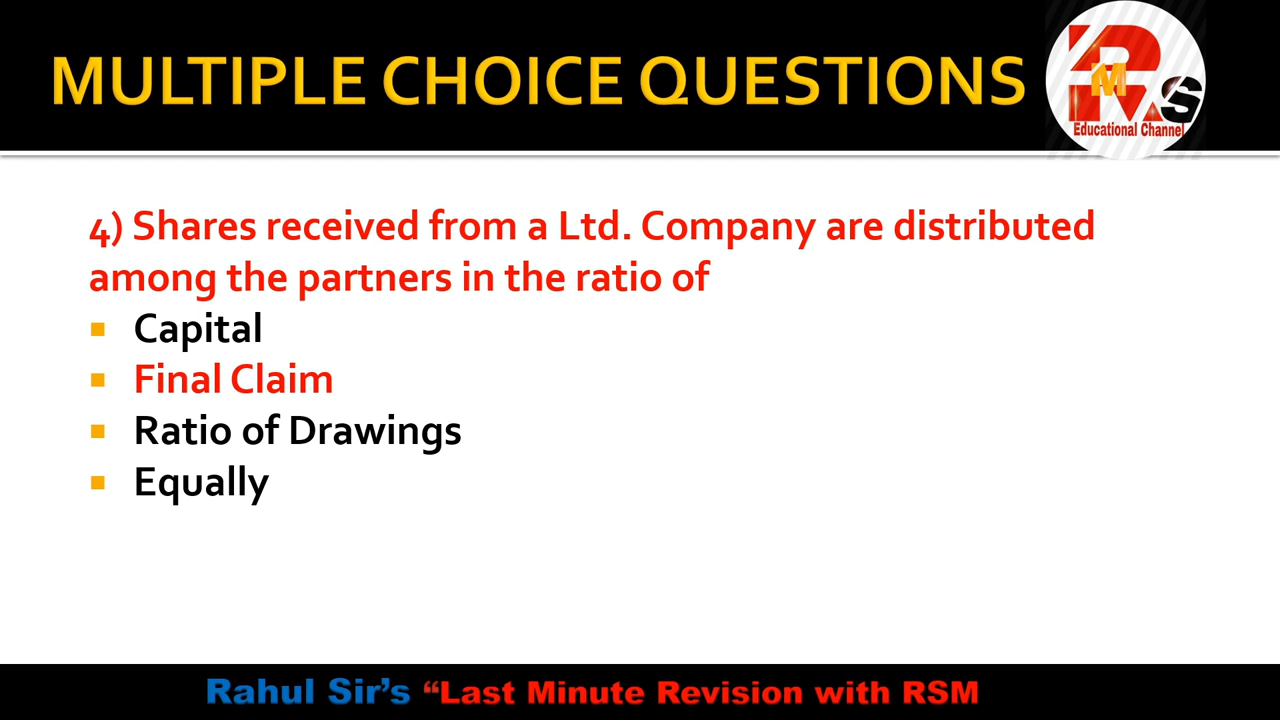 MULTIPLE CHOICE QUESTIONS
RMS
Educational Channel
4) Shares received from a Ltd. Company are distributed
among the partners in the ratio of
Capital
Final Claim
Ratio of Drawings
Equally
Rahul Sir's "Last Minute Revision with RSM